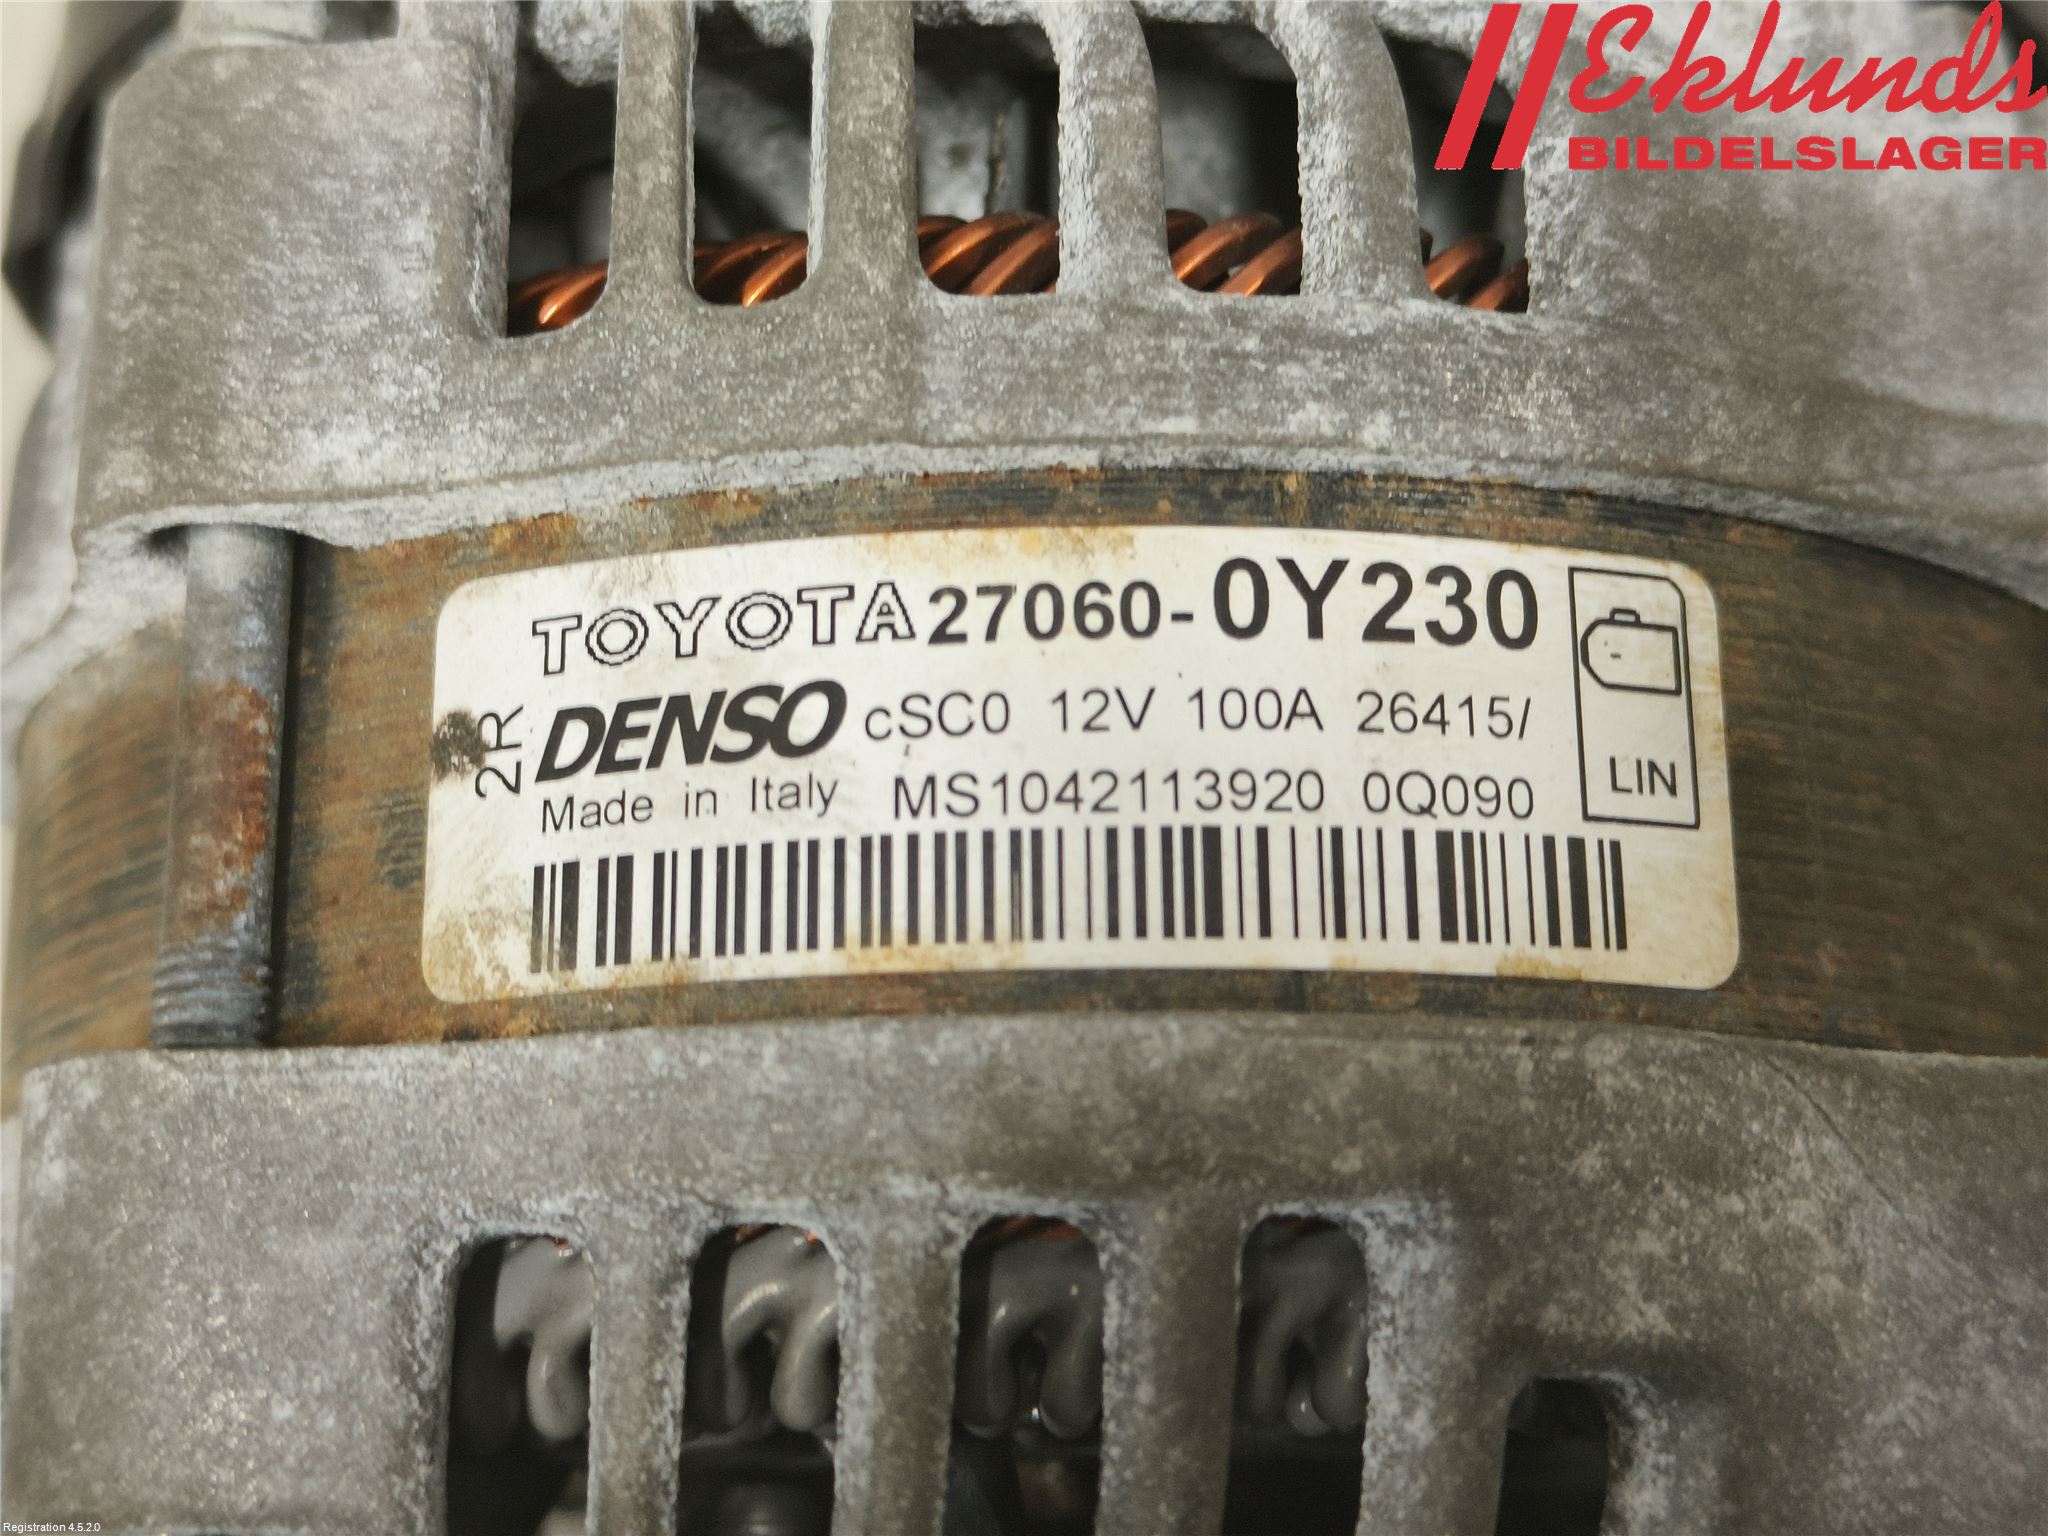 Eklunds
BILDELSLAGER
TOYOTA 27060-0Y230
2R
DENSO cSC0 12V 100A 26415/
Made in Italy MS1042113920 0Q090
LIN
Registration 4.5.2.0